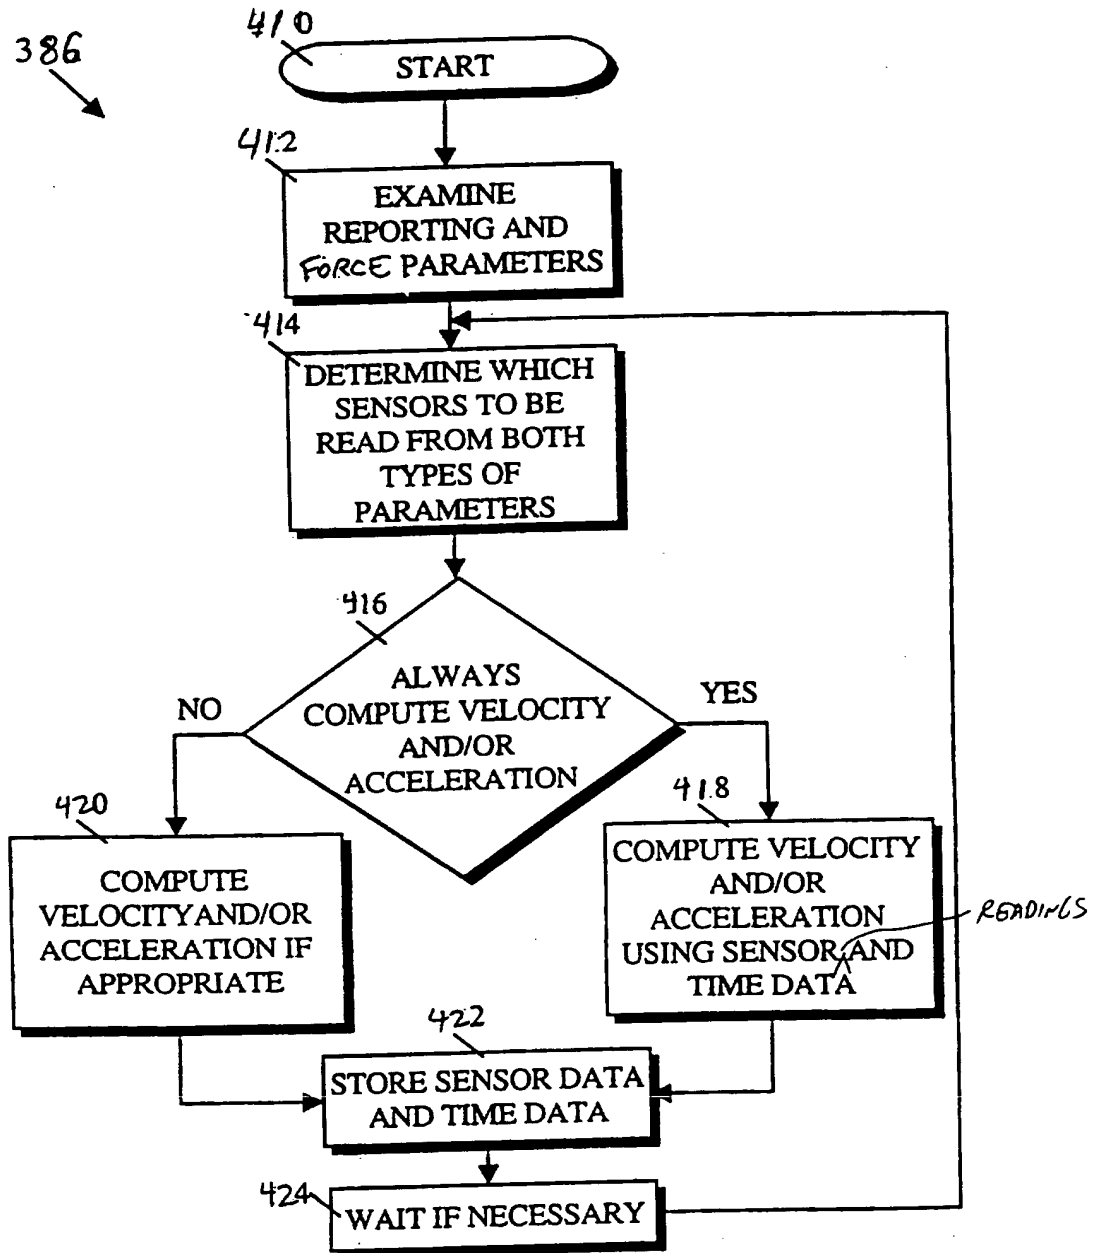 386
410
START
412
EXAMINE
REPORTING AND
FORCE PARAMETERS
414
DETERMINE WHICH
SENSORS TO BE
READ FROM BOTH
TYPES OF
PARAMETERS
416
ALWAYS
COMPUTE VELOCITY
AND/OR
ACCELERATION
NO
YES
420
COMPUTE
VELOCITYAND/OR
ACCELERATION IF
APPROPRIATE
418
COMPUTE VELOCITY
AND/OR
ACCELERATION
USING SENSOR AND
TIME DATA
READINGS
422
STORE SENSOR DATA
AND TIME DATA
424
WAIT IF NECESSARY